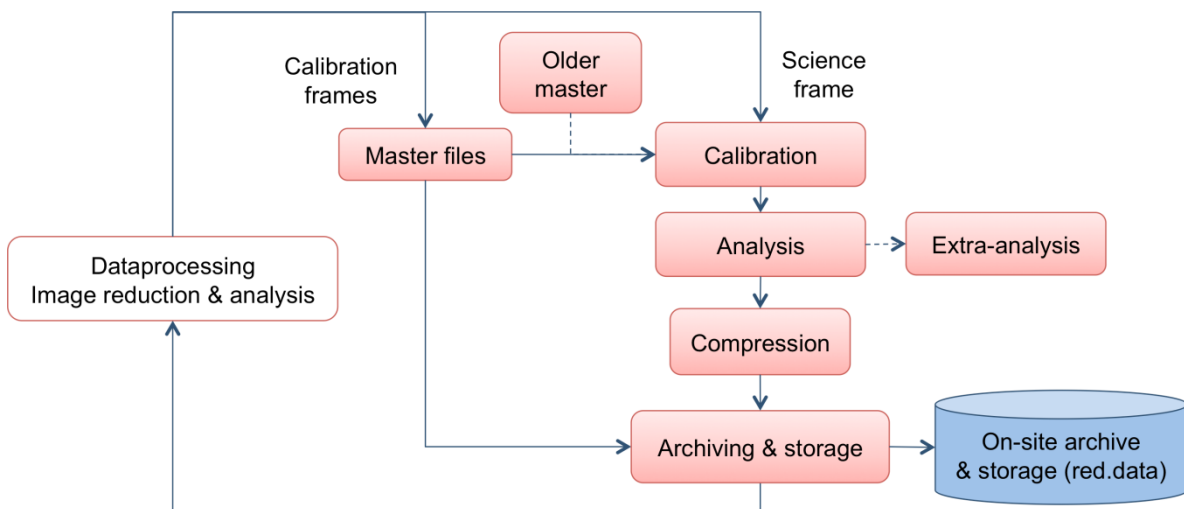 Calibration
frames
Older
master
Science
frame
Master files
Calibration
Analysis
Extra-analysis
Dataprocessing
Image reduction & analysis
Compression
Archiving & storage
On-site archive
& storage (red.data)